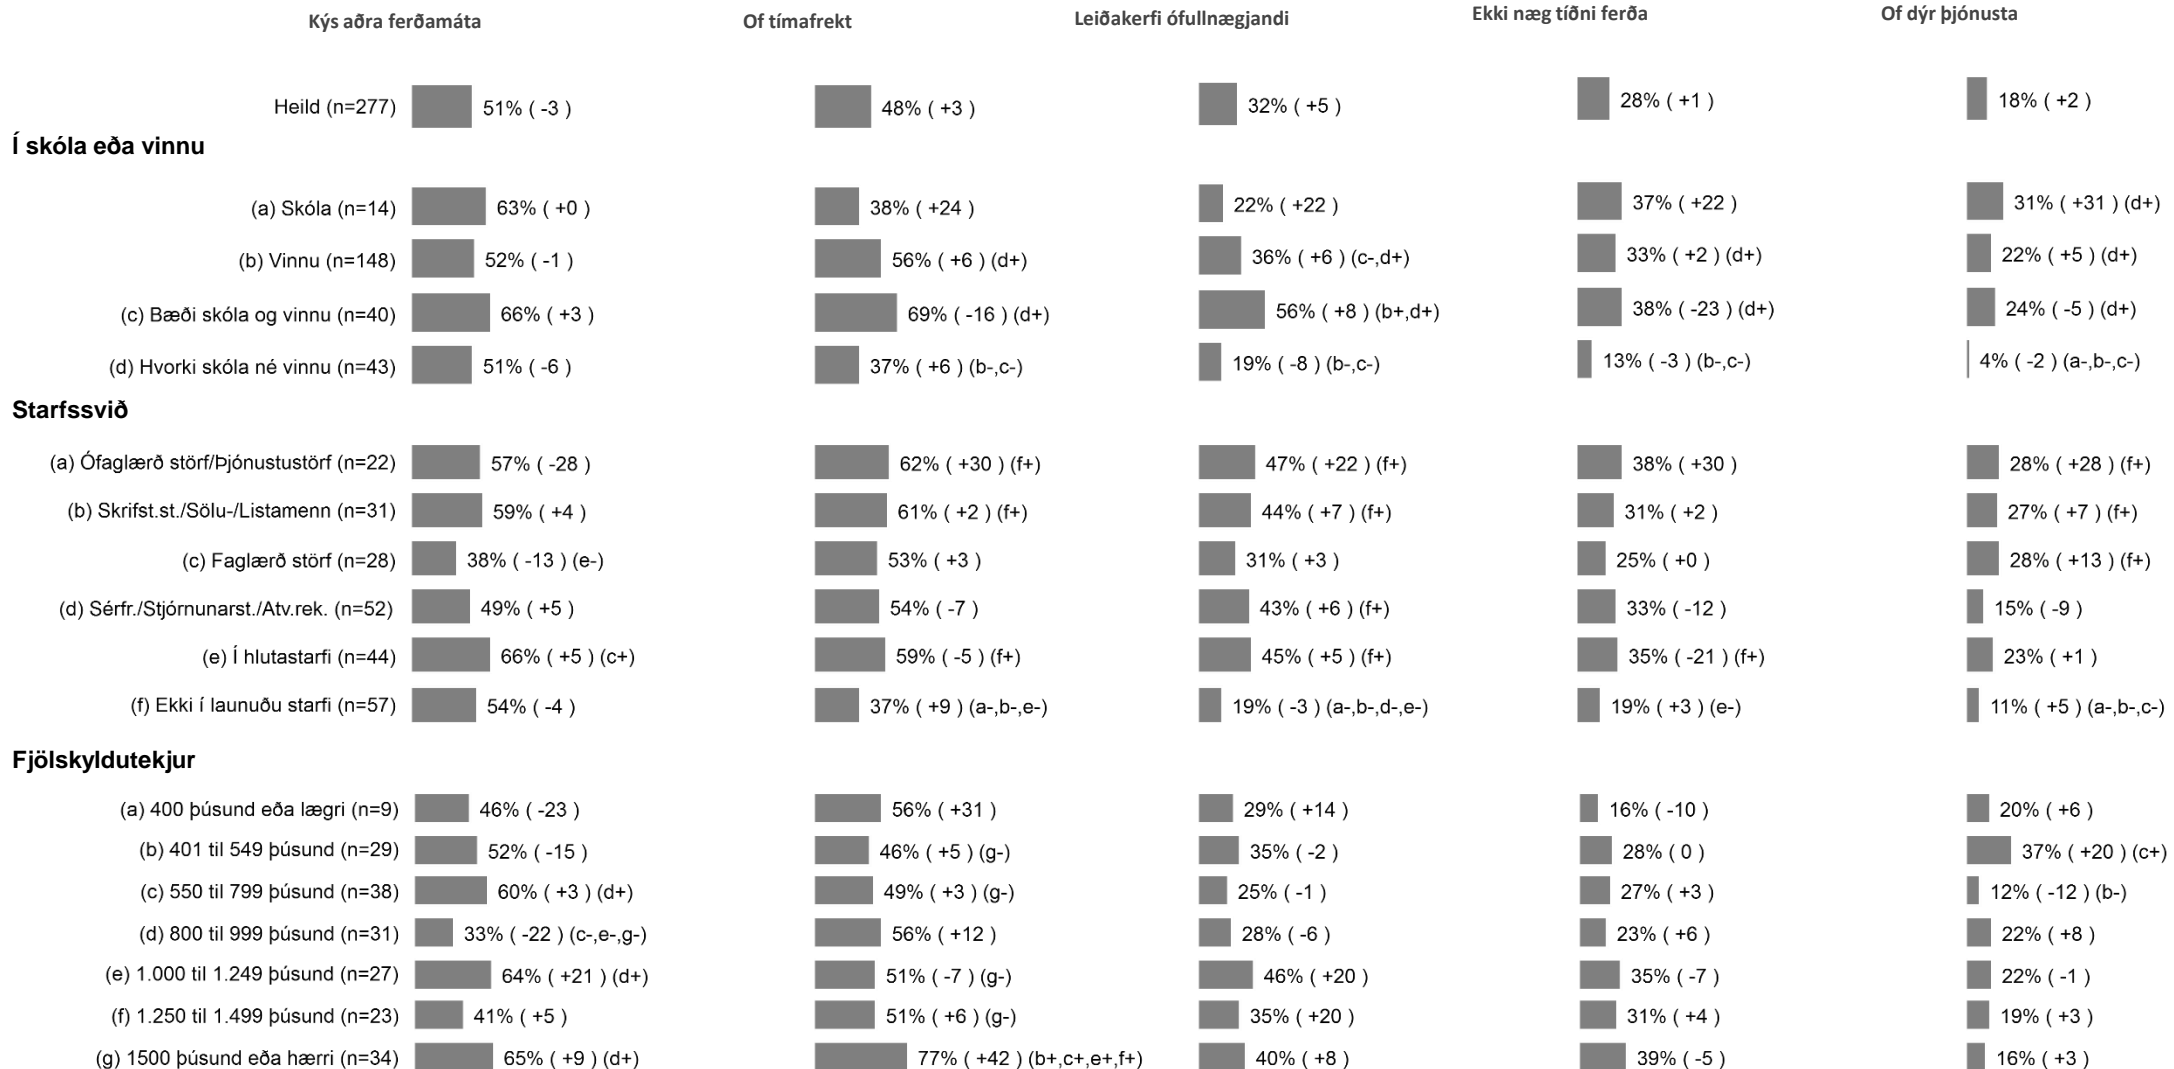 Kýs aðra ferðamáta Of tímafrekt Leiðakerfi ófullnægjandi Ekki næg tíðni ferða Of dýr þjónusta
Heild (n=277) 51% ( -3 ) 48% ( +3 ) 32% ( +5 ) 28% ( +1 ) 18% ( +2 )
Í skóla eða vinnu
(a) Skóla (n=14) 63% ( +0 ) 38% ( +24 ) 22% ( +22 ) 37% ( +22 ) 31% ( +31 ) (d+)
(b) Vinnu (n=148) 52% ( -1 ) 56% ( +6 ) (d+) 36% ( +6 ) (c-,d+) 33% ( +2 ) (d+) 22% ( +5 ) (d+)
(c) Bæði skóla og vinnu (n=40) 66% ( +3 ) 69% ( -16 ) (d+) 56% ( +8 ) (b+,d+) 38% ( -23 ) (d+) 24% ( -5 ) (d+)
(d) Hvorki skóla né vinnu (n=43) 51% ( -6 ) 37% ( +6 ) (b-,c-) 19% ( -8 ) (b-,c-) 13% ( -3 ) (b-,c-) 4% ( -2 ) (a-,b-,c-)
Starfssvið
(a) Ófaglærð störf/Þjónustustörf (n=22) 57% ( -28 ) 62% ( +30 ) (f+) 47% ( +22 ) (f+) 38% ( +30 ) 28% ( +28 ) (f+)
(b) Skrifst.st./Sölu-/Listamenn (n=31) 59% ( +4 ) 61% ( +2 ) (f+) 44% ( +7 ) (f+) 31% ( +2 ) 27% ( +7 ) (f+)
(c) Faglærð störf (n=28) 38% ( -13 ) (e-) 53% ( +3 ) 31% ( +3 ) 25% ( +0 ) 28% ( +13 ) (f+)
(d) Sérfr./Stjórnunarst./Atv.rek. (n=52) 49% ( +5 ) 54% ( -7 ) 43% ( +6 ) (f+) 33% ( -12 ) 15% ( -9 )
(e) Í hlutastarfi (n=44) 66% ( +5 ) (c+) 59% ( -5 ) (f+) 45% ( +5 ) (f+) 35% ( -21 ) (f+) 23% ( +1 )
(f) Ekki í launuðu starfi (n=57) 54% ( -4 ) 37% ( +9 ) (a-,b-,e-) 19% ( -3 ) (a-,b-,d-,e-) 19% ( +3 ) (e-) 11% ( +5 ) (a-,b-,c-)
Fjölskyldutekjur
(a) 400 þúsund eða lægri (n=9) 46% ( -23 ) 56% ( +31 ) 29% ( +14 ) 16% ( -10 ) 20% ( +6 )
(b) 401 til 549 þúsund (n=29) 52% ( -15 ) 46% ( +5 ) (g-) 35% ( -2 ) 28% ( 0 ) 37% ( +20 ) (c+)
(c) 550 til 799 þúsund (n=38) 60% ( +3 ) (d+) 49% ( +3 ) (g-) 25% ( -1 ) 27% ( +3 ) 12% ( -12 ) (b-)
(d) 800 til 999 þúsund (n=31) 33% ( -22 ) (c-,e-,g-) 56% ( +12 ) 28% ( -6 ) 23% ( +6 ) 22% ( +8 )
(e) 1.000 til 1.249 þúsund (n=27) 64% ( +21 ) (d+) 51% ( -7 ) (g-) 46% ( +20 ) 35% ( -7 ) 22% ( -1 )
(f) 1.250 til 1.499 þúsund (n=23) 41% ( +5 ) 51% ( +6 ) (g-) 35% ( +20 ) 31% ( +4 ) 19% ( +3 )
(g) 1500 þúsund eða hærri (n=34) 65% ( +9 ) (d+) 77% ( +42 ) (b+,c+,e+,f+) 40% ( +8 ) 39% ( -5 ) 16% ( +3 )